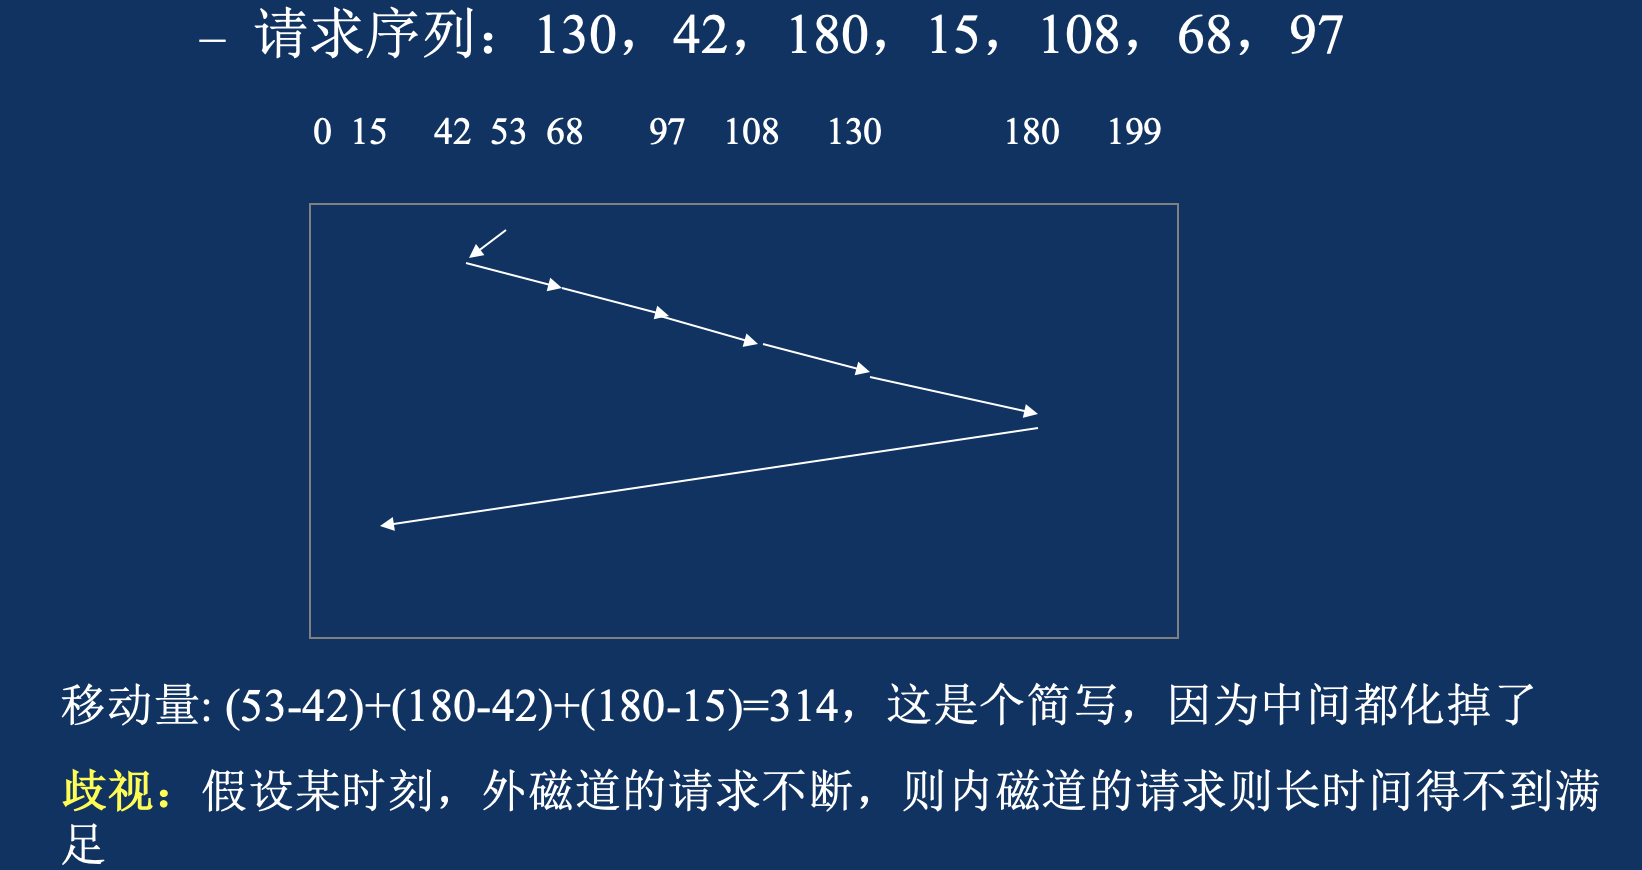 – 请求序列：130，42，180，15，108，68，97
0 15 42 53 68 97 108 130 180 199
移动量: (53-42)+(180-42)+(180-15)=314，这是个简写，因为中间都化掉了
歧视：假设某时刻，外磁道的请求不断，则内磁道的请求则长时间得不到满
足